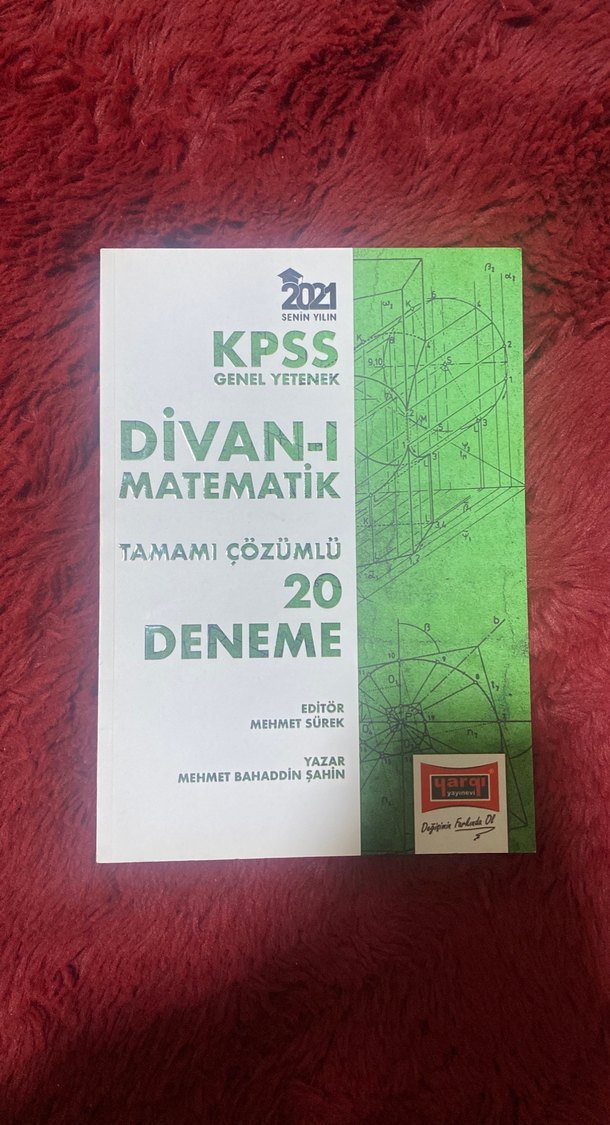 2021
SENİN YILIN
KPSS
GENEL YETENEK
DİVAN-I
MATEMATİK
TAMAMI ÇÖZÜMLÜ
20
DENEME
EDİTÖR
MEHMET SÜREK
YAZAR
MEHMET BAHADDİN ŞAHİN
yargı
yayınevi
Değişimin Farkında Ol